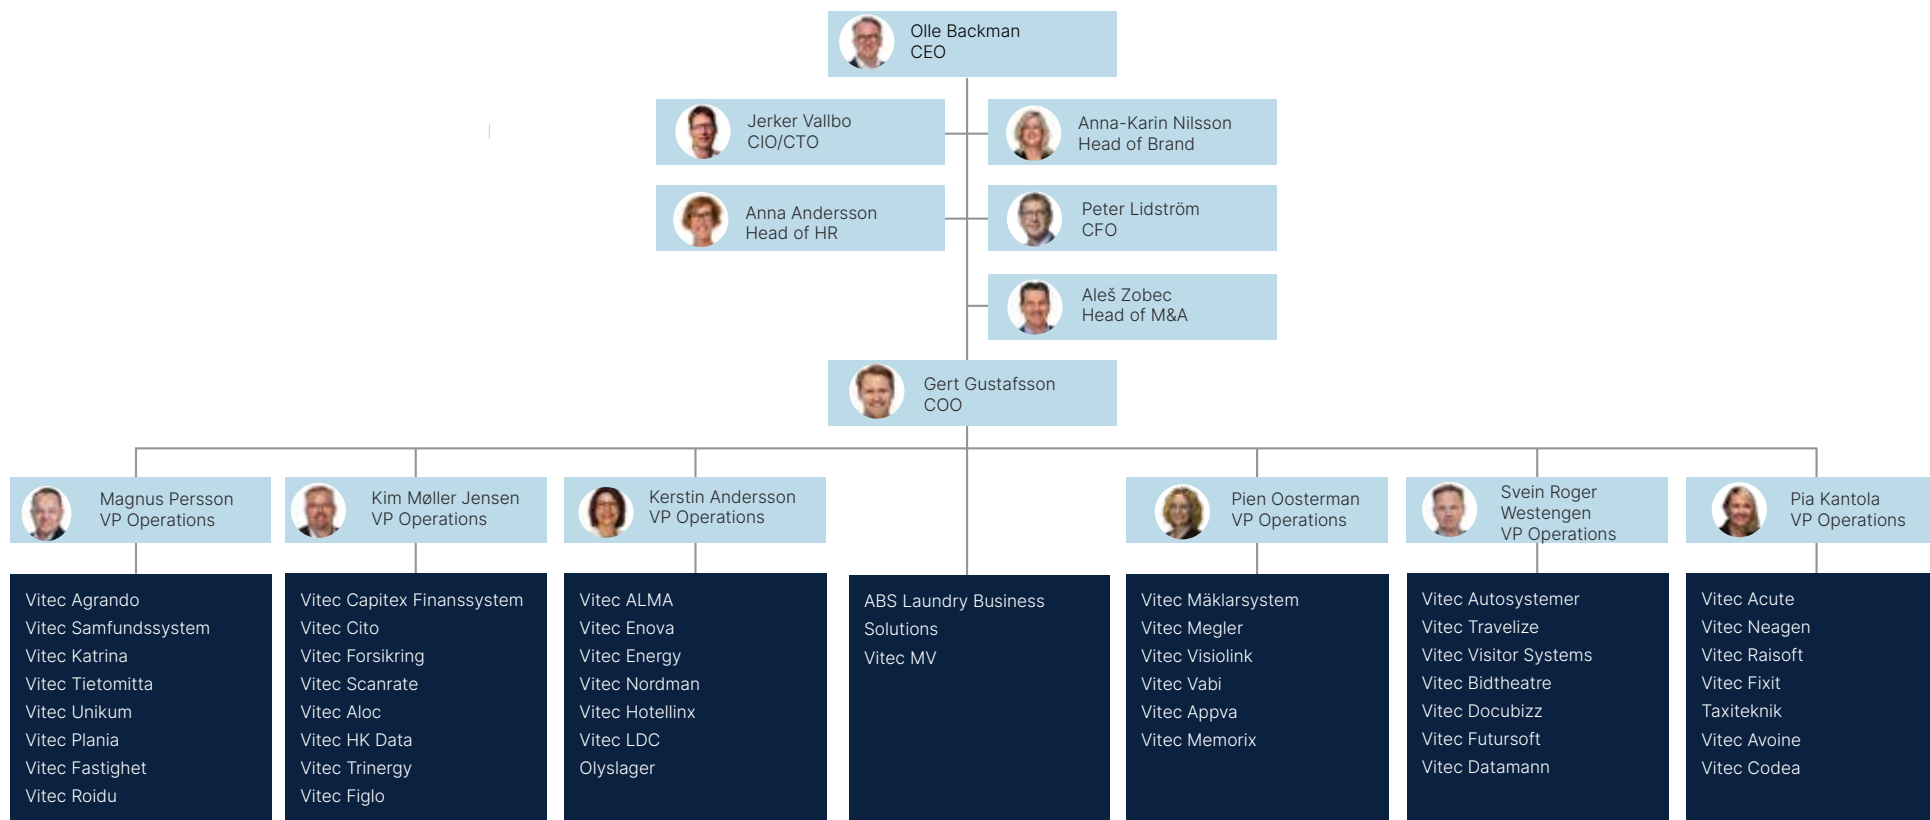 Olle Backman
CEO
Jerker Vallbo
CIO/CTO
Anna-Karin Nilsson
Head of Brand
Anna Andersson
Head of HR
Peter Lidström
CFO
Aleš Zobec
Head of M&A
Gert Gustafsson
COO
Magnus Persson
VP Operations
Kim Møller Jensen
VP Operations
Kerstin Andersson
VP Operations
Pien Oosterman
VP Operations
Svein Roger
Westengen
VP Operations
Pia Kantola
VP Operations
Vitec Agrando
Vitec Samfundssystem
Vitec Katrina
Vitec Tietomitta
Vitec Unikum
Vitec Plania
Vitec Fastighet
Vitec Roidu
Vitec Capitex Finanssystem
Vitec Cito
Vitec Forsikring
Vitec Scanrate
Vitec Aloc
Vitec HK Data
Vitec Trinergy
Vitec Figlo
Vitec ALMA
Vitec Enova
Vitec Energy
Vitec Nordman
Vitec Hotellinx
Vitec LDC
Olyslager
ABS Laundry Business
Solutions
Vitec MV
Vitec Mäklarsystem
Vitec Megler
Vitec Visiolink
Vitec Vabi
Vitec Appva
Vitec Memorix
Vitec Autosystemer
Vitec Travelize
Vitec Visitor Systems
Vitec Bidtheatre
Vitec Docubizz
Vitec Futursoft
Vitec Datamann
Vitec Acute
Vitec Neagen
Vitec Raisoft
Vitec Fixit
Taxiteknik
Vitec Avoine
Vitec Codea